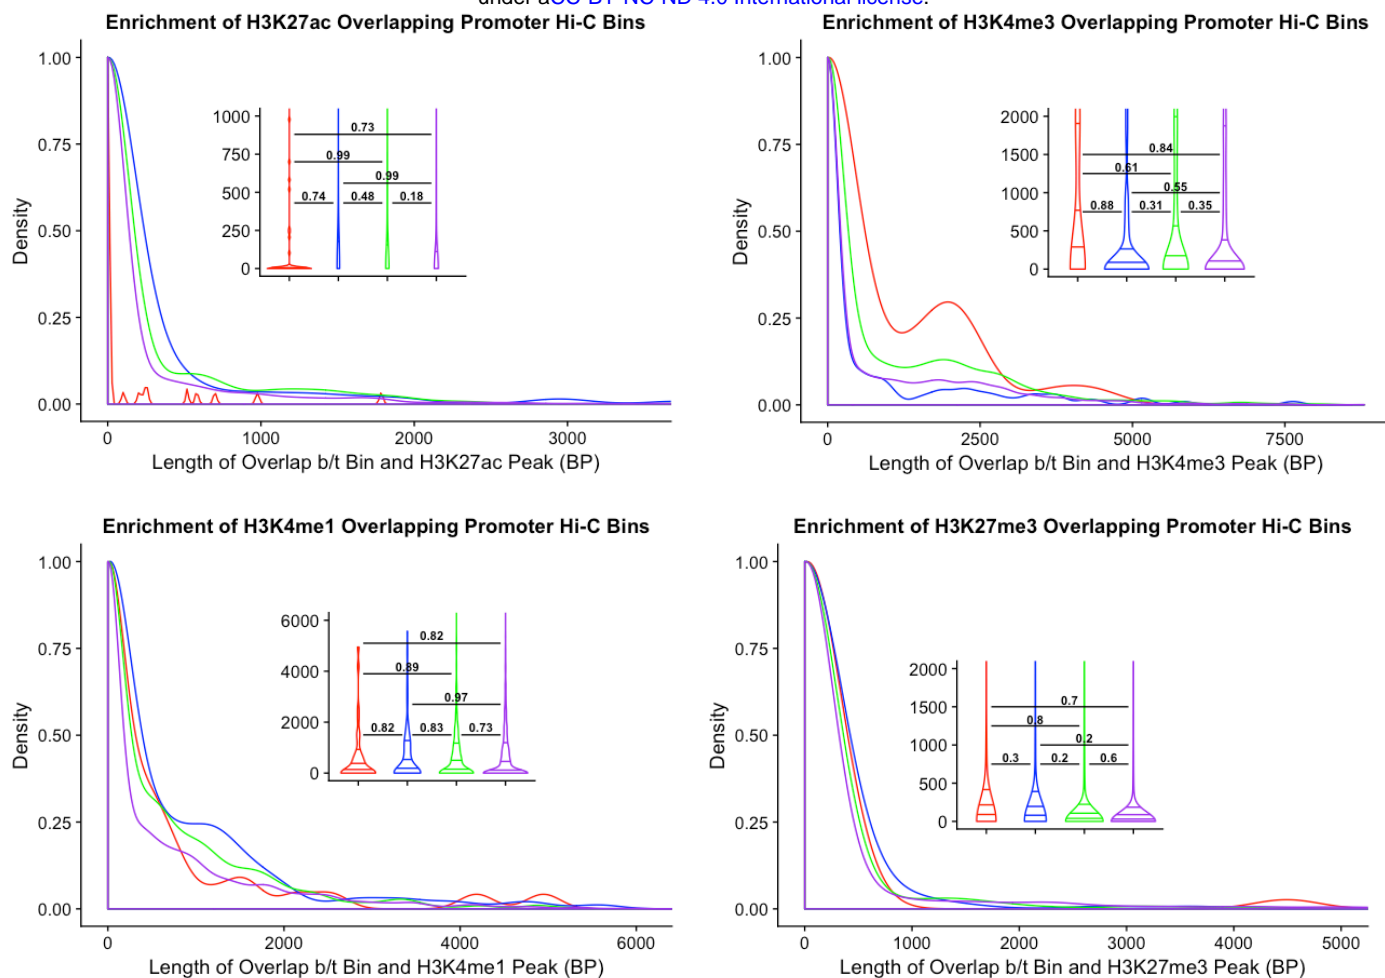 under aCC-BY-NC-ND 4.0 International license.
Enrichment of H3K27ac Overlapping Promoter Hi-C Bins
1.00
0.75
0.50
0.25
0.00
Density
1000
750
500
250
0
0.73
0.99
0.99
0.74 0.48 0.18
0 1000 2000 3000
Length of Overlap b/t Bin and H3K27ac Peak (BP)
Enrichment of H3K4me3 Overlapping Promoter Hi-C Bins
1.00
0.75
0.50
0.25
0.00
Density
2000
1500
1000
500
0
0.84
0.61
0.55
0.88 0.31 0.35
0 2500 5000 7500
Length of Overlap b/t Bin and H3K4me3 Peak (BP)
Enrichment of H3K4me1 Overlapping Promoter Hi-C Bins
1.00
0.75
0.50
0.25
0.00
Density
6000
4000
2000
0
0.82
0.89
0.97
0.82 0.83 0.73
0 2000 4000 6000
Length of Overlap b/t Bin and H3K4me1 Peak (BP)
Enrichment of H3K27me3 Overlapping Promoter Hi-C Bins
1.00
0.75
0.50
0.25
0.00
Density
2000
1500
1000
500
0
0.7
0.8
0.2
0.3 0.2 0.6
0 1000 2000 3000 4000 5000
Length of Overlap b/t Bin and H3K27me3 Peak (BP)